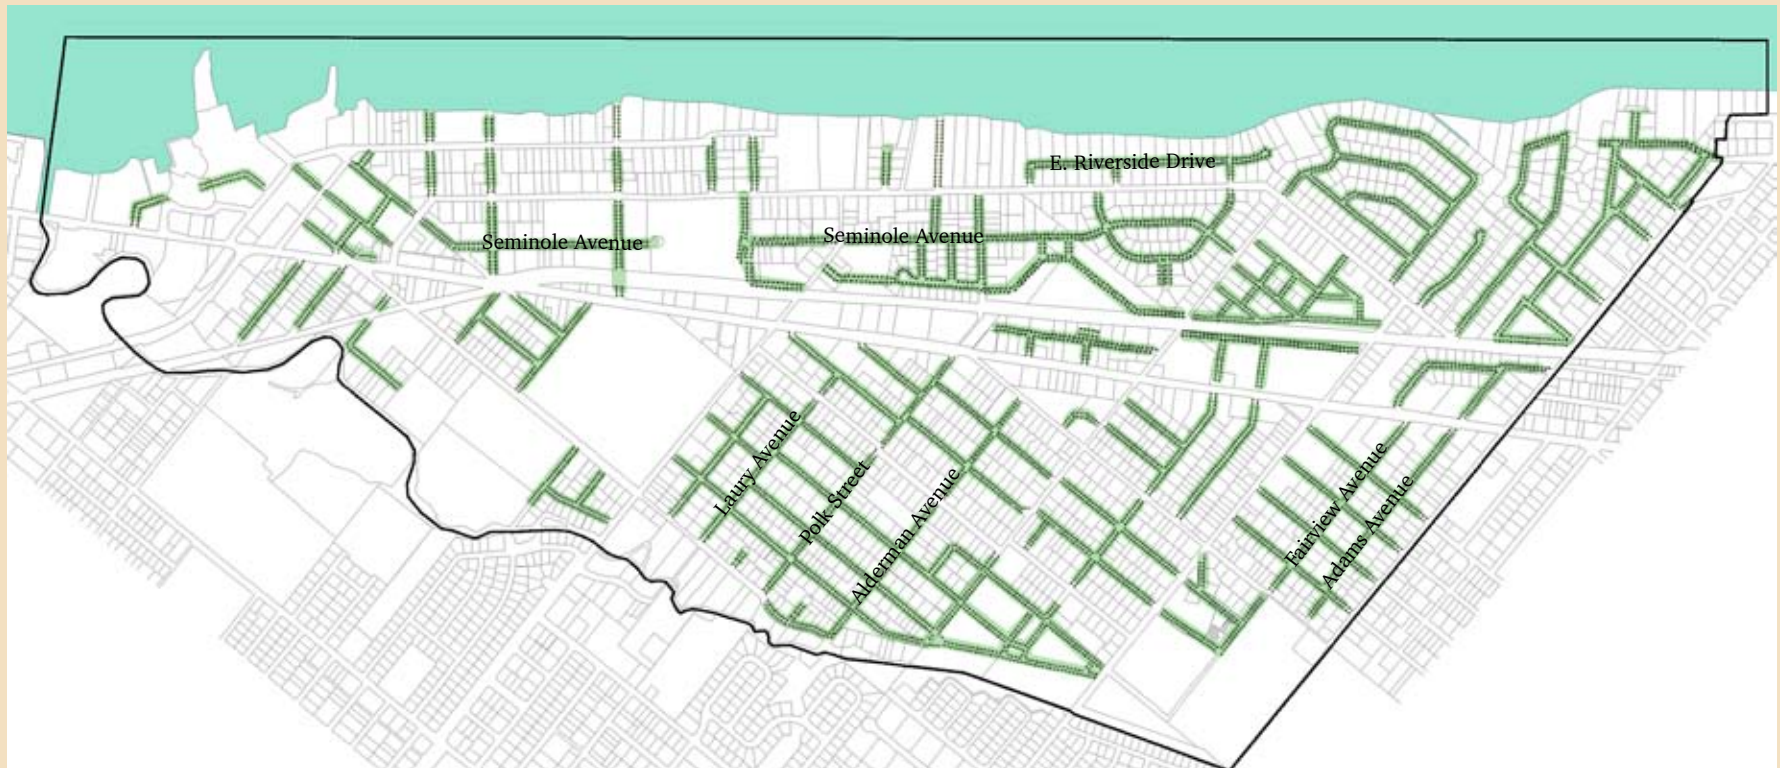 E. Riverside Drive
Seminole Avenue
Seminole Avenue
Laury Avenue
Polk Street
Alderman Avenue
Fairview Avenue
Adams Avenue